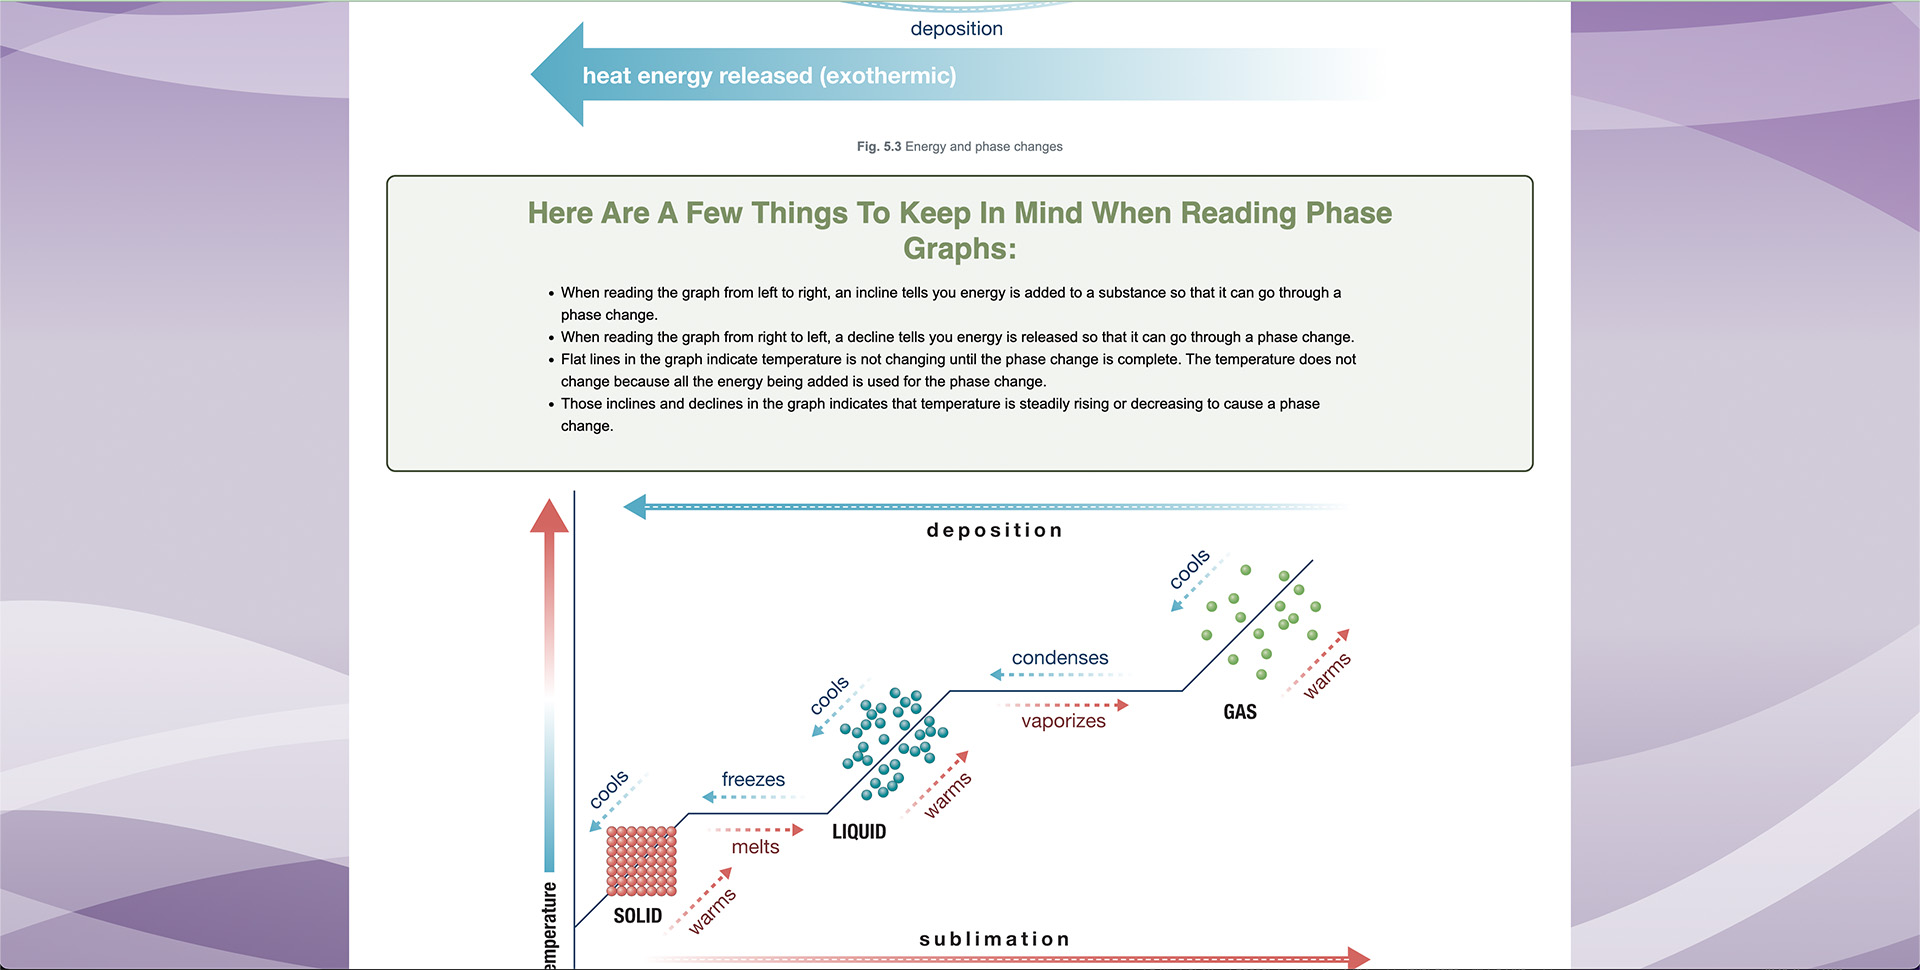 deposition
heat energy released (exothermic)
Fig. 5.3 Energy and phase changes
Here Are A Few Things To Keep In Mind When Reading Phase
Graphs:
• When reading the graph from left to right, an incline tells you energy is added to a substance so that it can go through a
phase change.
• When reading the graph from right to left, a decline tells you energy is released so that it can go through a phase change.
• Flat lines in the graph indicate temperature is not changing until the phase change is complete. The temperature does not
change because all the energy being added is used for the phase change.
• Those inclines and declines in the graph indicates that temperature is steadily rising or decreasing to cause a phase
change.
deposition
cools
condenses
warms
vaporizes
GAS
cools
freezes
warms
cools
LIQUID
melts
warms
SOLID
emperature
sublimation